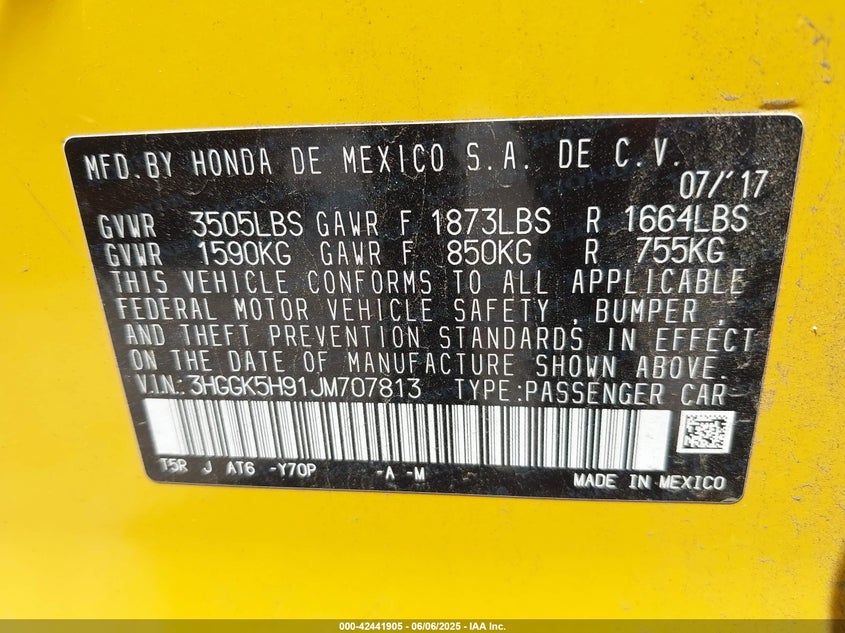 MFD. BY HONDA DE MEXICO S.A. DE C.V.
07/'17
GVWR 3505LBS GAWR F 1873LBS R 1664LBS
GVWR 1590KG GAWR F 850KG R 755KG
THIS VEHICLE CONFORMS TO ALL APPLICABLE
FEDERAL MOTOR VEHICLE SAFETY, BUMPER,
AND THEFT PREVENTION STANDARDS IN EFFECT
ON THE DATE OF MANUFACTURE SHOWN ABOVE.
V.I.N.: 3HGGK5H91JM707813 TYPE: PASSENGER CAR
T5R J AT6 -Y70P -A -M
MADE IN MEXICO
000-42441905 - 06/06/2025 - IAA Inc.